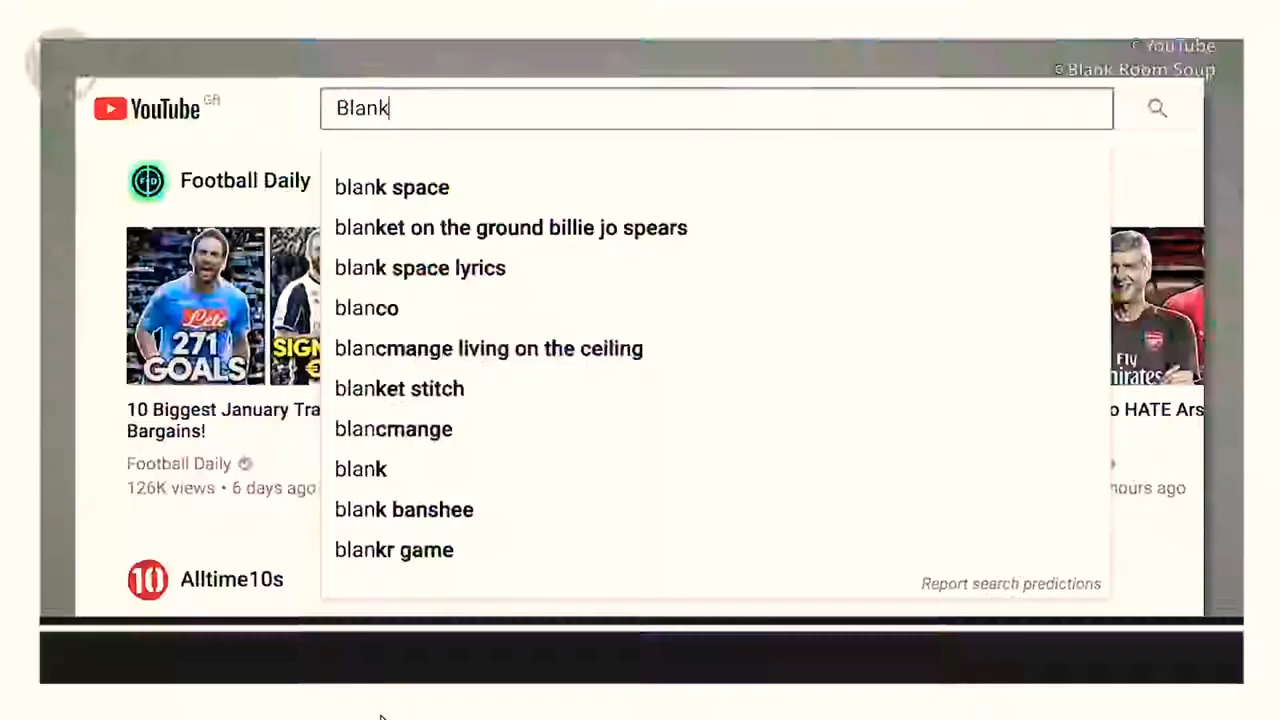 © YouTube
© Blank Room Soup
YouTube GR
Blank
Football Daily
blank space
blanket on the ground billie jo spears
blank space lyrics
blanco
blancmange living on the ceiling
blanket stitch
blancmange
blank
blank banshee
blankr game
Report search predictions
Lete
271
GOALS
SIGN
€
Fly
mirates
10 Biggest January Tra
Bargains!
o HATE Ars
Football Daily
126K views • 6 days ago
hours ago
10 Alltime10s